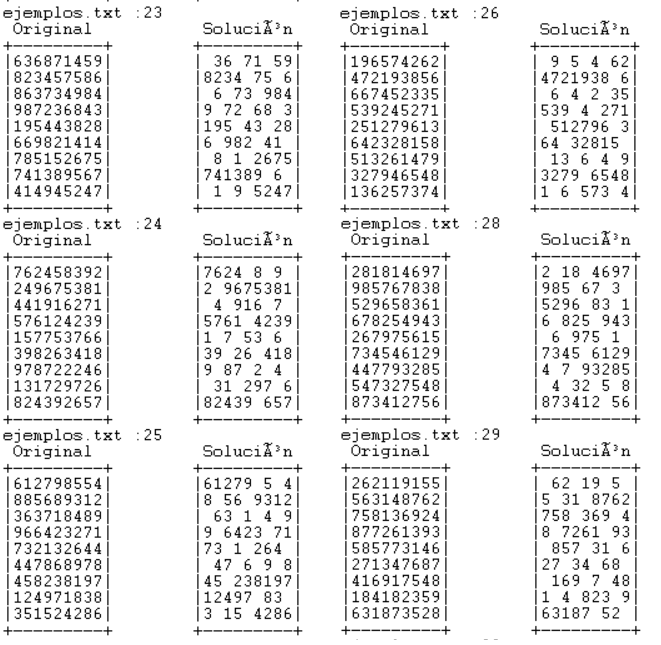 ejemplos.txt :23
Original SoluciÃ³n
+---------+ +---------+
|636871459| | 36 71 59|
|823457586| |8234 75 6|
|863734984| | 6 73 984|
|987236843| |9 72 68 3|
|195443828| |195 43 28|
|669821414| |6 982 41 |
|785152675| | 8 1 2675|
|741389567| |741389 6 |
|414945247| | 1 9 5247|
+---------+ +---------+
ejemplos.txt :24
Original SoluciÃ³n
+---------+ +---------+
|762458392| |7624 8 9 |
|249675381| |2 9675381|
|441916271| | 4 916 7 |
|576124239| |5761 4239|
|157753766| |1 7 53 6 |
|398263418| |39 26 418|
|978722246| |9 87 2 4 |
|131729726| | 31 297 6|
|824392657| |82439 657|
+---------+ +---------+
ejemplos.txt :25
Original SoluciÃ³n
+---------+ +---------+
|612798554| |61279 5 4|
|885689312| |8 56 9312|
|363718489| | 63 1 4 9|
|966423271| |9 6423 71|
|732132644| |73 1 264 |
|447868978| | 47 6 9 8|
|458238197| |45 238197|
|124971838| |12497 83 |
|351524286| |3 15 4286|
+---------+ +---------+
ejemplos.txt :26
Original SoluciÃ³n
+---------+ +---------+
|196574262| | 9 5 4 62|
|472193856| |4721938 6|
|667452335| | 6 4 2 35|
|539245271| |539 4 271|
|251279613| | 512796 3|
|642328158| |64 32815 |
|513261479| | 13 6 4 9|
|327946548| |3279 6548|
|136257374| |1 6 573 4|
+---------+ +---------+
ejemplos.txt :28
Original SoluciÃ³n
+---------+ +---------+
|281814697| |2 18 4697|
|985767838| |985 67 3 |
|529658361| |5296 83 1|
|678254943| |6 825 943|
|267975615| | 6 975 1 |
|734546129| |7345 6129|
|447793285| |4 7 93285|
|547327548| | 4 32 5 8|
|873412756| |873412 56|
+---------+ +---------+
ejemplos.txt :29
Original SoluciÃ³n
+---------+ +---------+
|262119155| | 62 19 5 |
|563148762| |5 31 8762|
|758136924| |758 369 4|
|877261393| |8 7261 93|
|585773146| | 857 31 6|
|271347687| |27 34 68 |
|416917548| | 169 7 48|
|184182359| |1 4 823 9|
|631873528| |63187 52 |
+---------+ +---------+